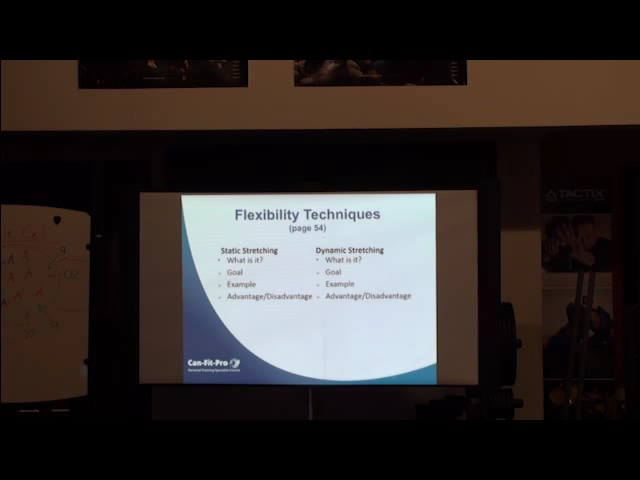 Flexibility Techniques
(page 54)
Static Stretching
• What is it?
• Goal
• Example
• Advantage/Disadvantage
Dynamic Stretching
• What is it?
• Goal
• Example
• Advantage/Disadvantage
Can-Fit-Pro
TACTIX